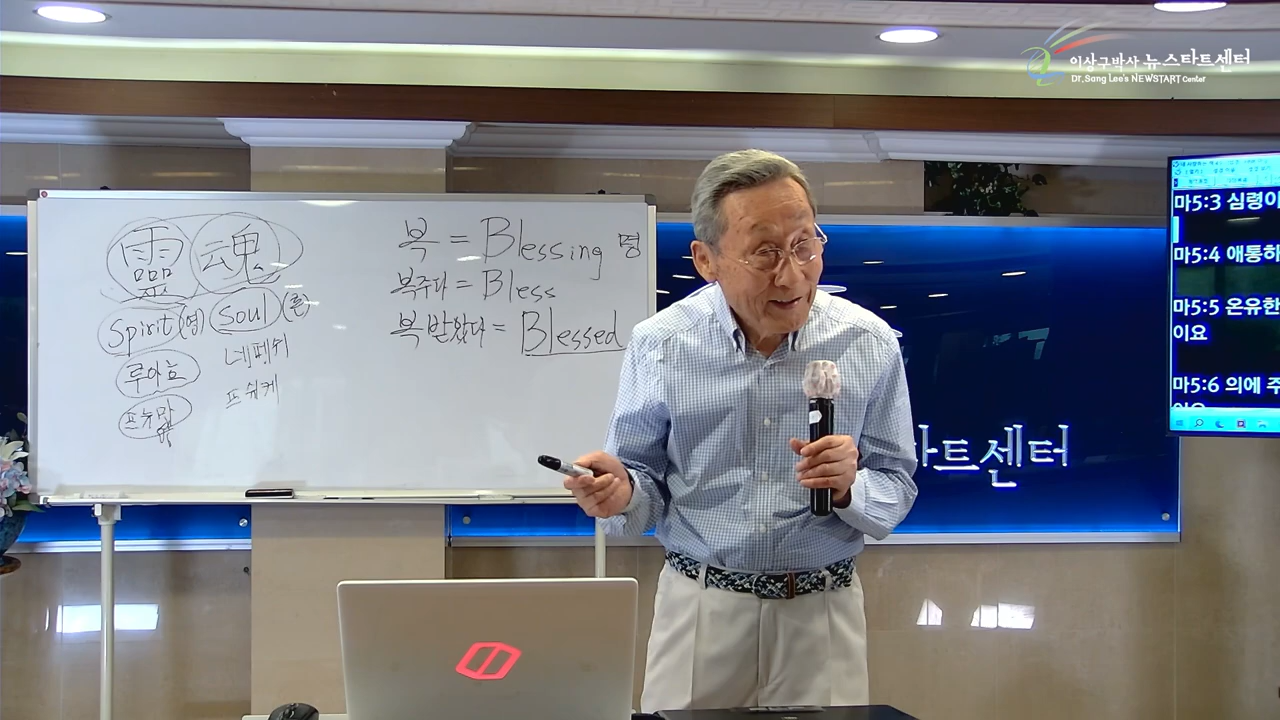 이상구박사 뉴스타트센터
Dr.Sang Lee's NEWSTART Center
靈 魂
Spirit (영) Soul (혼)
루아흐 네페쉬
프뉴마 프쉬케
복 = Blessing 명
복주다 = Bless
복 받았다 = Blessed
마5:3 심령이
마5:4 애통하
마5:5 온유한
이요
마5:6 의에 주
타트센터